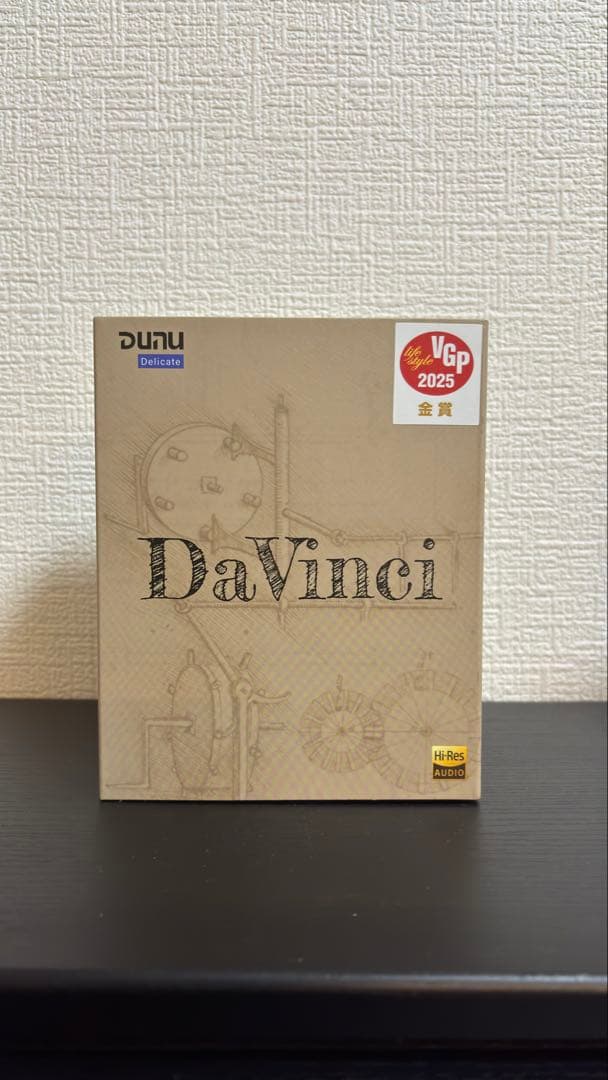 DUNU
Delicate
life style VGP
2025
金賞
DaVinci
Hi-Res
AUDIO